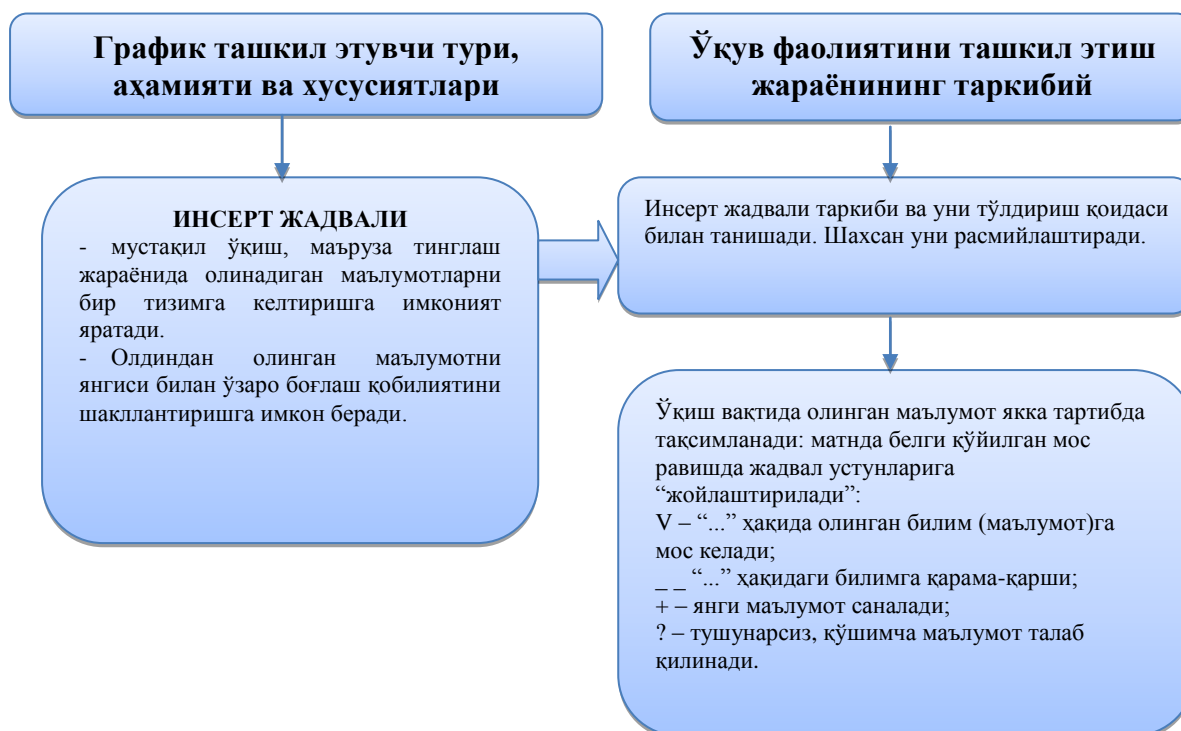 График ташкил этувчи тури,
аҳамияти ва хусусиятлари
Ўқув фаолиятини ташкил этиш
жараёнининг таркибий
ИНСЕРТ ЖАДВАЛИ
- мустақил ўқиш, маъруза тинглаш
жараёнида олинадиган маълумотларни
бир тизимга келтиришга имконият
яратади.
- Олдиндан олинган маълумотни
янгиси билан ўзаро боғлаш қобилиятини
шакллантиришга имкон беради.
Инсерт жадвали таркиби ва уни тўлдириш қоидаси
билан танишади. Шахсан уни расмийлаштиради.
Ўқиш вақтида олинган маълумот якка тартибда
тақсимланади: матнда белги қўйилган мос
равишда жадвал устунларига
“жойлаштирилади”:
V – “...” ҳақида олинган билим (маълумот)га
мос келади;
_ _ “...” ҳақидаги билимга қарама-қарши;
+ – янги маълумот саналади;
? – тушунарсиз, қўшимча маълумот талаб
қилинади.